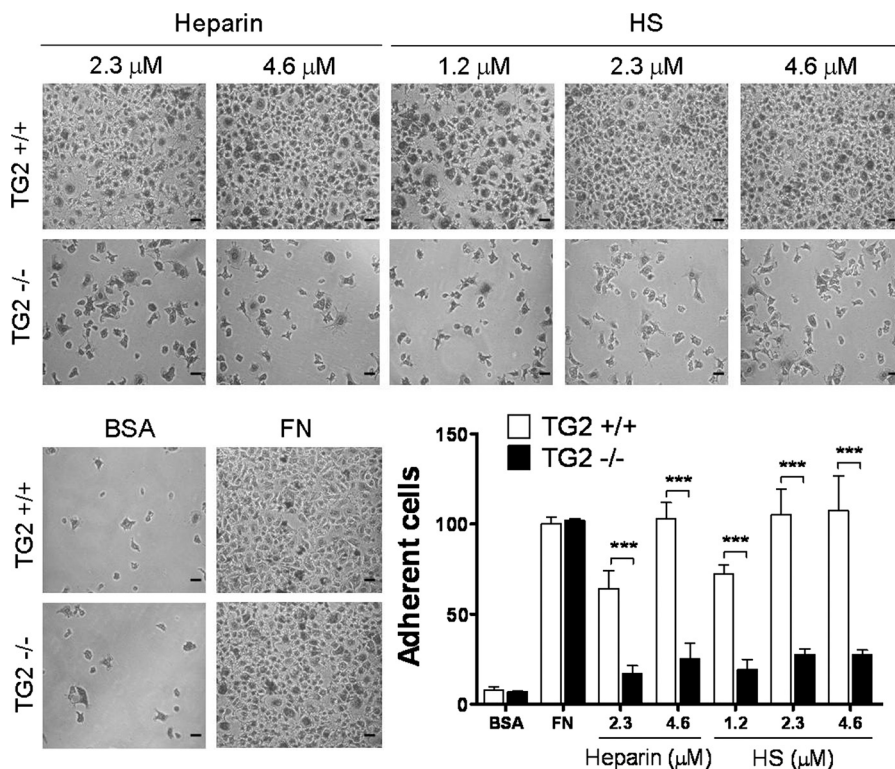 Heparin HS
2.3 μM 4.6 μM 1.2 μM 2.3 μM 4.6 μM
TG2 +/+
TG2 -/-
BSA FN
TG2 +/+
TG2 -/-
TG2 +/+
TG2 -/-
Adherent cells
150
100
50
0
*** *** *** *** ***
BSA FN 2.3 4.6 1.2 2.3 4.6
Heparin (μM) HS (μM)